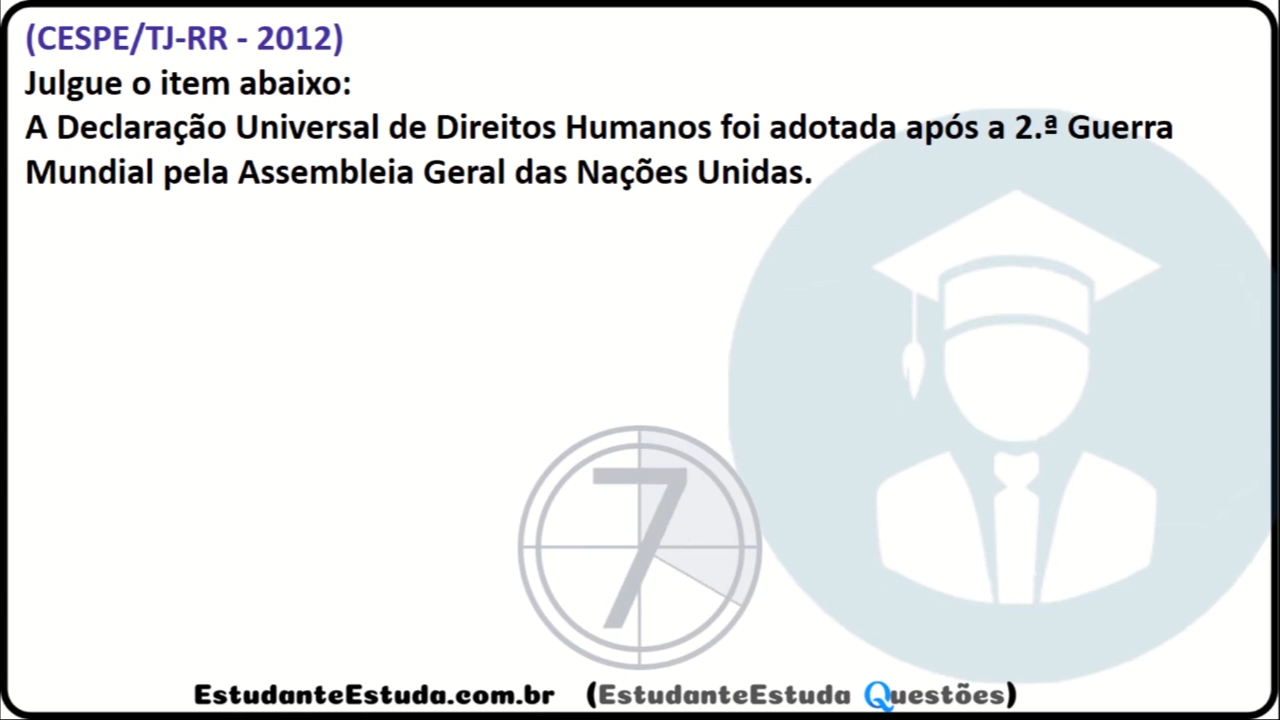 (CESPE/TJ-RR - 2012)
Julgue o item abaixo:
A Declaração Universal de Direitos Humanos foi adotada após a 2.ª Guerra
Mundial pela Assembleia Geral das Nações Unidas.
7
EstudanteEstuda.com.br (EstudanteEstuda Questões)